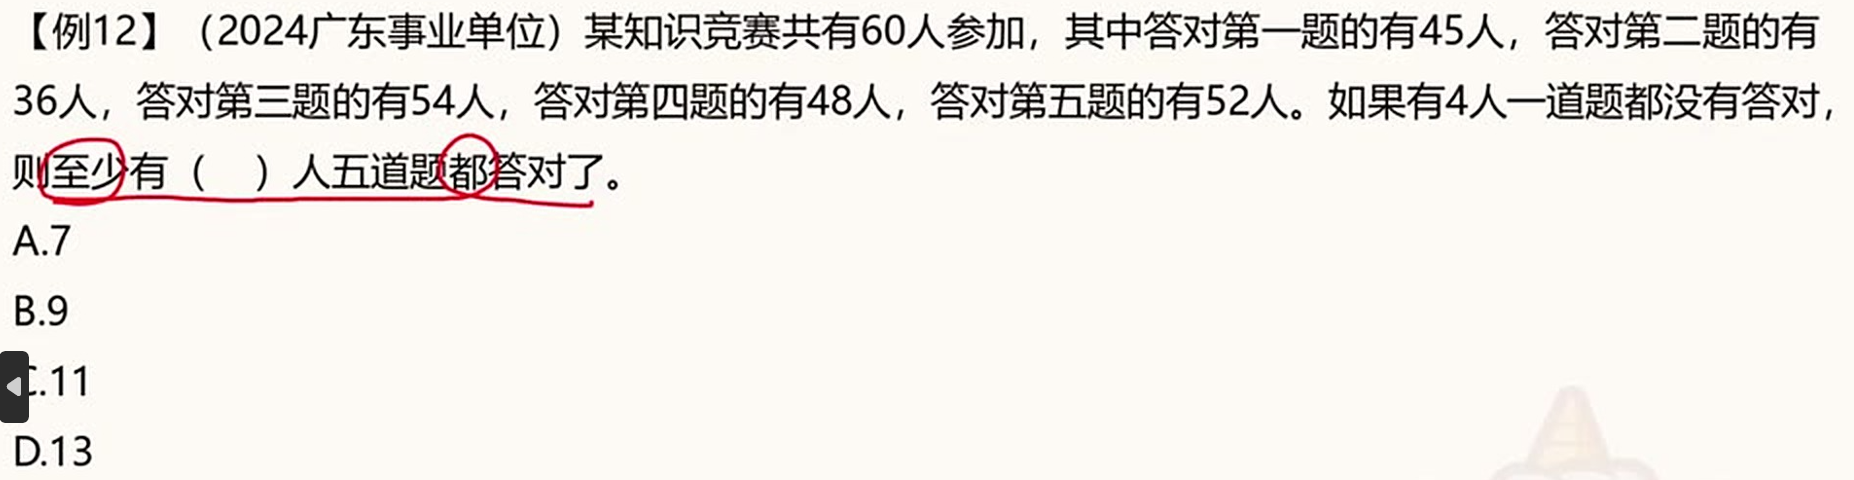 【例12】（2024广东事业单位）某知识竞赛共有60人参加，其中答对第一题的有45人，答对第二题的有
36人，答对第三题的有54人，答对第四题的有48人，答对第五题的有52人。如果有4人一道题都没有答对，
则至少有（ ）人五道题都答对了。
A.7
B.9
C.11
D.13